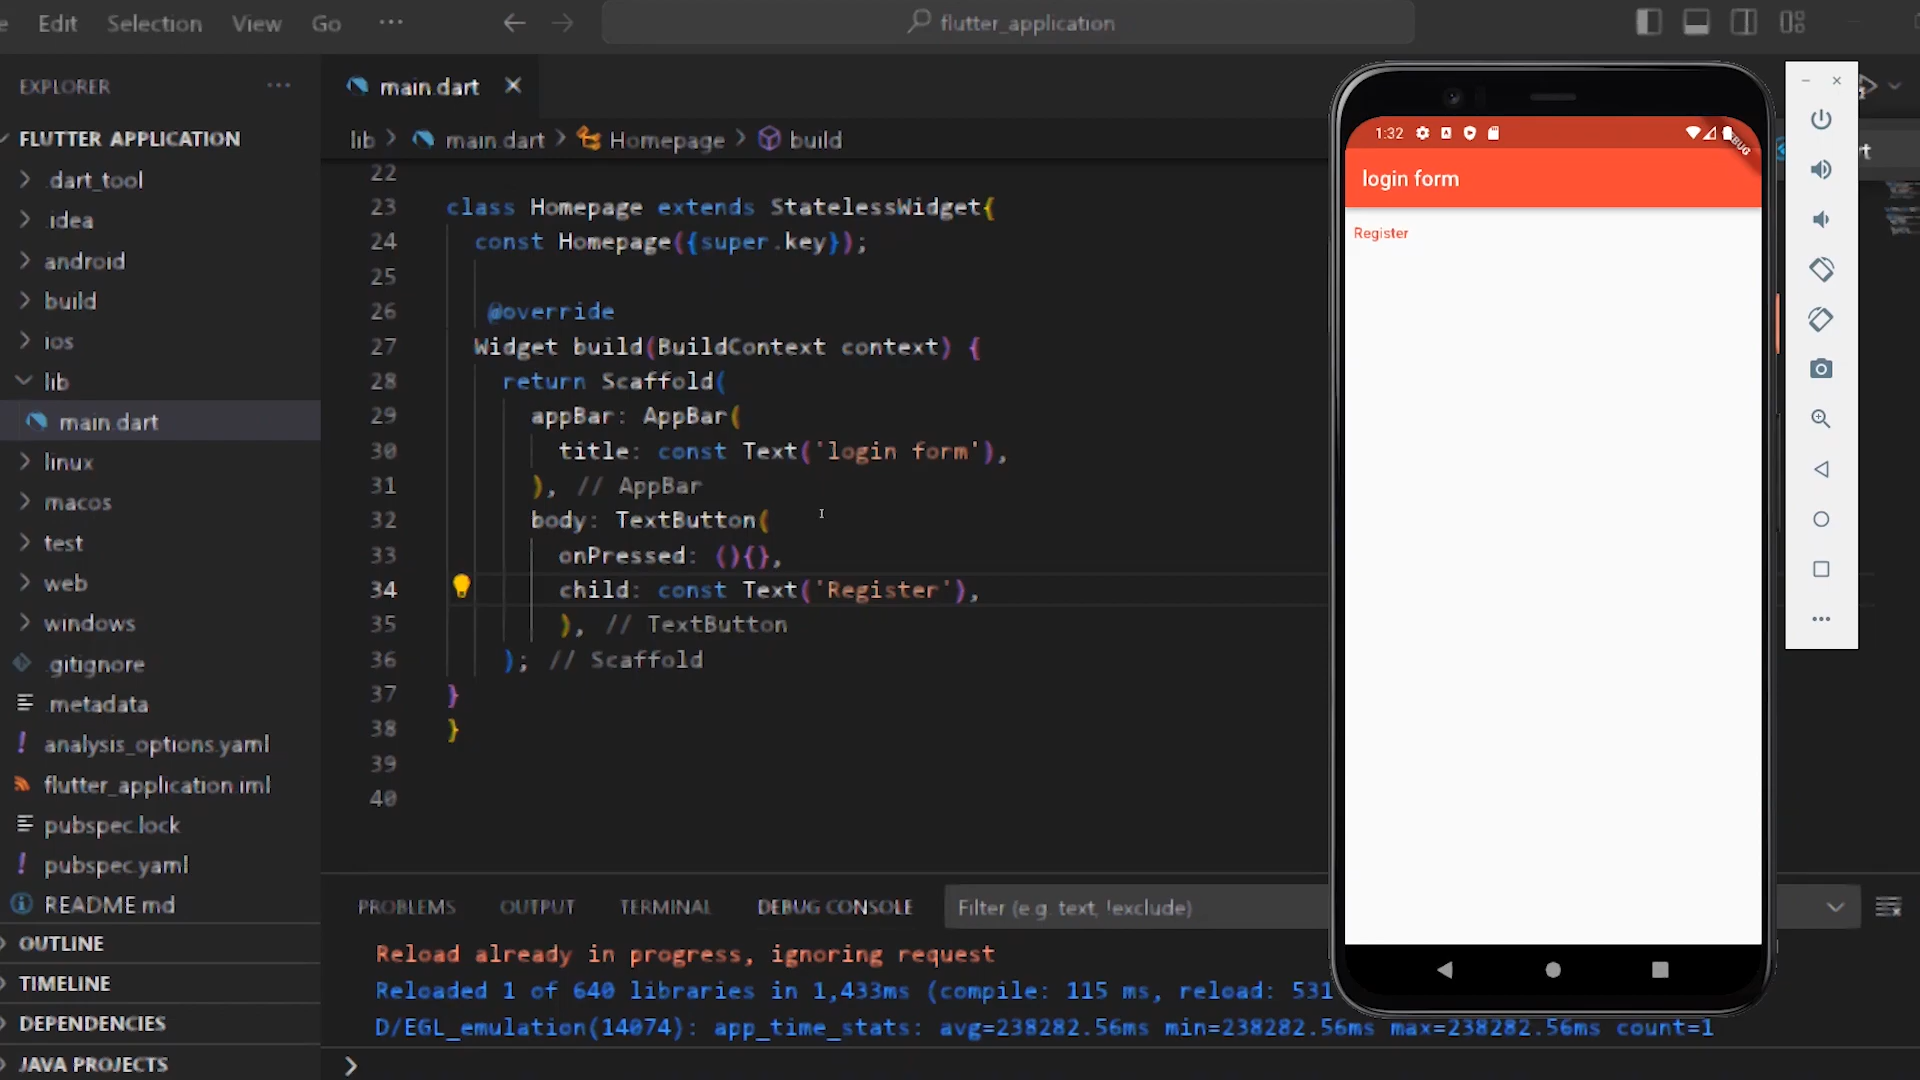 Edit Selection View Go ···
flutter_application
EXPLORER ···
FLUTTER APPLICATION
.dart_tool
.idea
android
build
ios
lib
main.dart
linux
macos
test
web
windows
.gitignore
.metadata
analysis_options.yaml
flutter_application.iml
pubspec.lock
pubspec.yaml
README.md
OUTLINE
TIMELINE
DEPENDENCIES
JAVA PROJECTS
main.dart
lib > main.dart > Homepage > build
22
23 class Homepage extends StatelessWidget{
24 const Homepage({super.key});
25
26 @override
27 Widget build(BuildContext context) {
28 return Scaffold(
29 appBar: AppBar(
30 title: const Text('login form'),
31 ), // AppBar
32 body: TextButton(
33 onPressed: (){},
34 child: const Text('Register'),
35 ), // TextButton
36 ); // Scaffold
37 }
38 }
39
40
PROBLEMS OUTPUT TERMINAL DEBUG CONSOLE Filter (e.g. text, !exclude)
Reload already in progress, ignoring request
Reloaded 1 of 640 libraries in 1,433ms (compile: 115 ms, reload: 531
D/EGL_emulation(14074): app_time_stats: avg=238282.56ms min=238282.56ms max=238282.56ms count=1
1:32
login form
Register